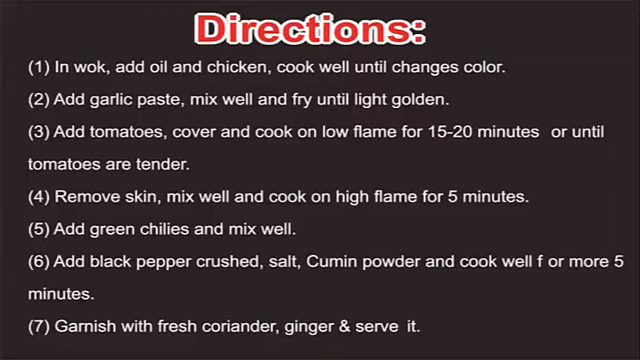 Directions:
(1) In wok, add oil and chicken, cook well until changes color.
(2) Add garlic paste, mix well and fry until light golden.
(3) Add tomatoes, cover and cook on low flame for 15-20 minutes or until
tomatoes are tender.
(4) Remove skin, mix well and cook on high flame for 5 minutes.
(5) Add green chilies and mix well.
(6) Add black pepper crushed, salt, Cumin powder and cook well f or more 5
minutes.
(7) Garnish with fresh coriander, ginger & serve it.